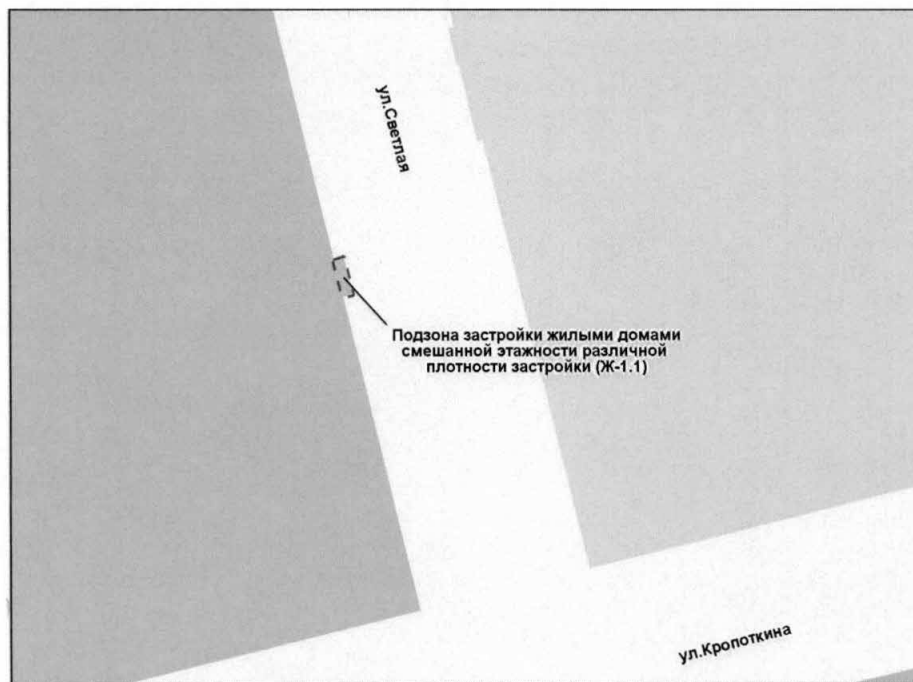 ул.Светлая
Подзона застройки жилыми домами
смешанной этажности различной
плотности застройки (Ж-1.1)
ул.Кропоткина